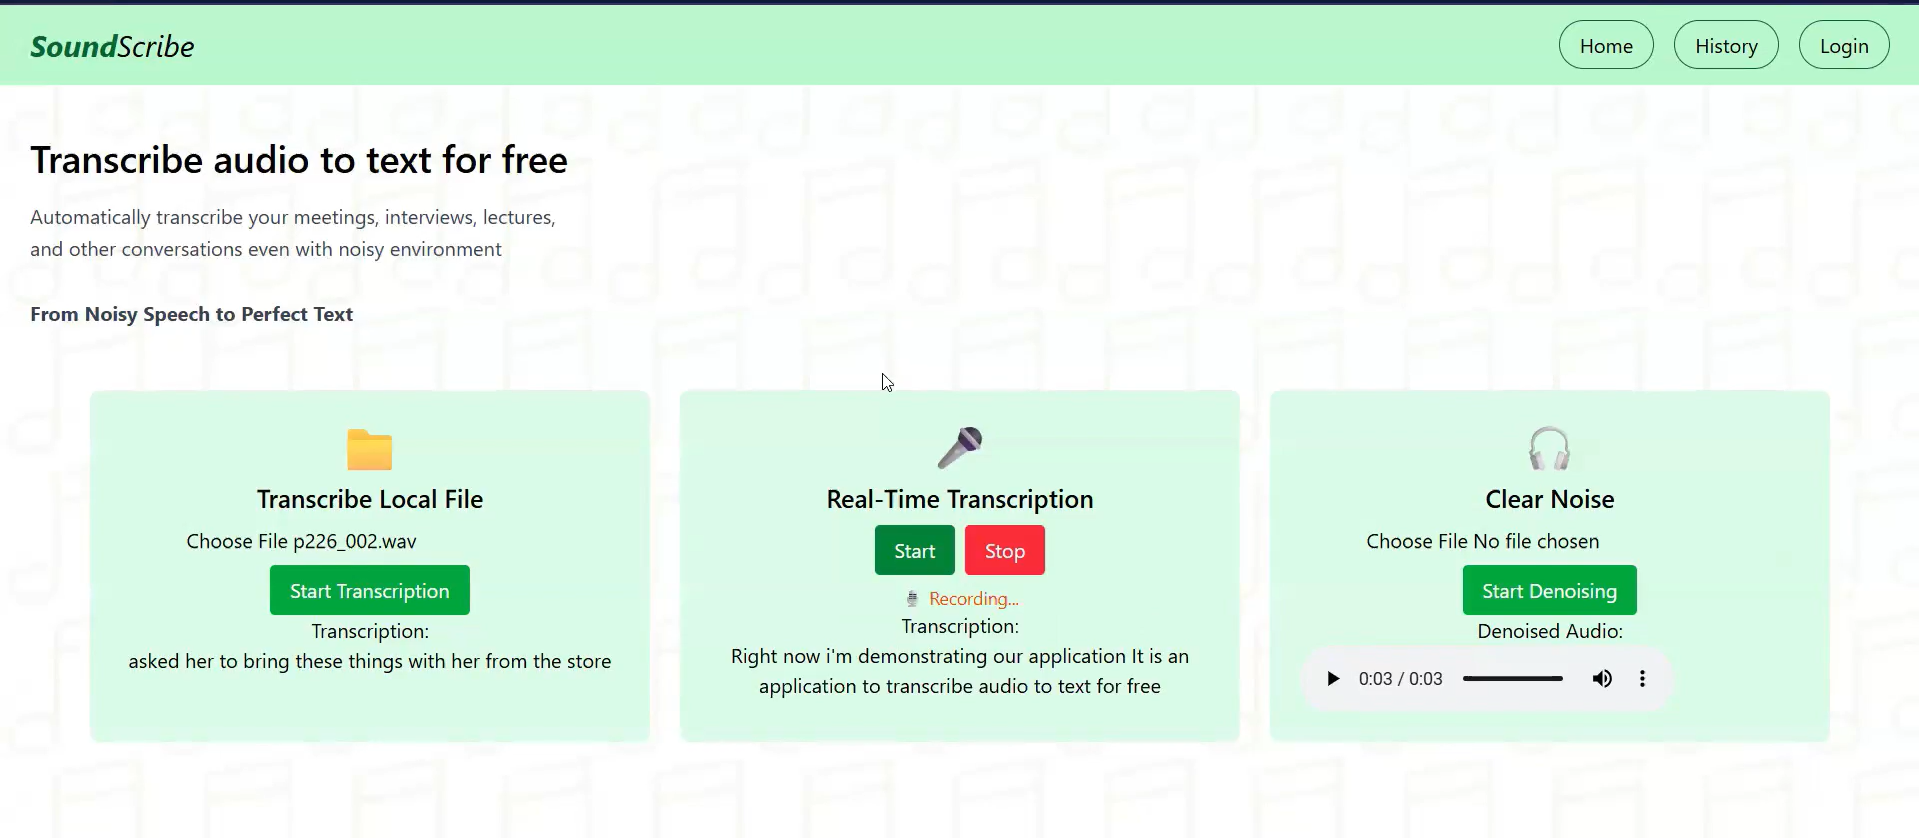 SoundScribe
Home
History
Login
Transcribe audio to text for free
Automatically transcribe your meetings, interviews, lectures,
and other conversations even with noisy environment
From Noisy Speech to Perfect Text
Transcribe Local File
Choose File p226_002.wav
Start Transcription
Transcription:
asked her to bring these things with her from the store
Real-Time Transcription
Start
Stop
Recording...
Transcription:
Right now i'm demonstrating our application It is an
application to transcribe audio to text for free
Clear Noise
Choose File No file chosen
Start Denoising
Denoised Audio:
0:03 / 0:03